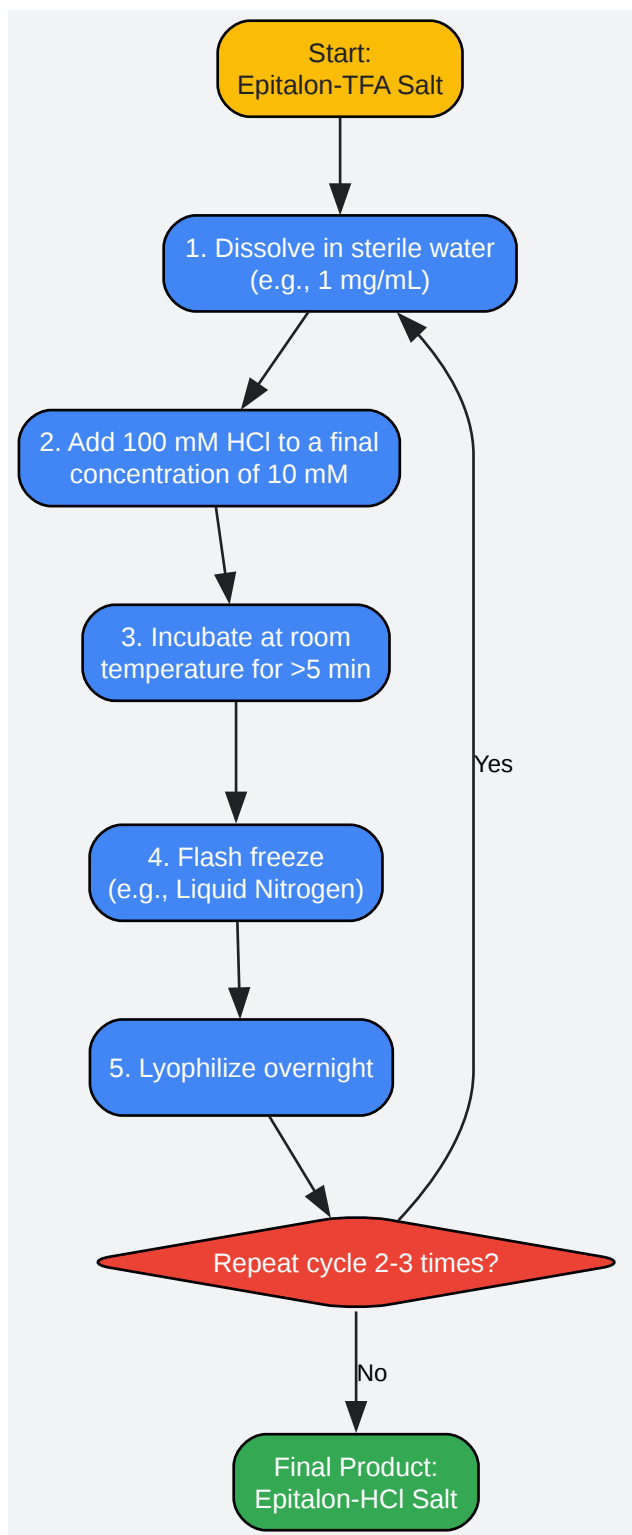 Start:
Epitalon-TFA Salt
1. Dissolve in sterile water
(e.g., 1 mg/mL)
2. Add 100 mM HCl to a final
concentration of 10 mM
3. Incubate at room
temperature for >5 min
4. Flash freeze
(e.g., Liquid Nitrogen)
5. Lyophilize overnight
Repeat cycle 2-3 times?
Yes
No
Final Product:
Epitalon-HCl Salt